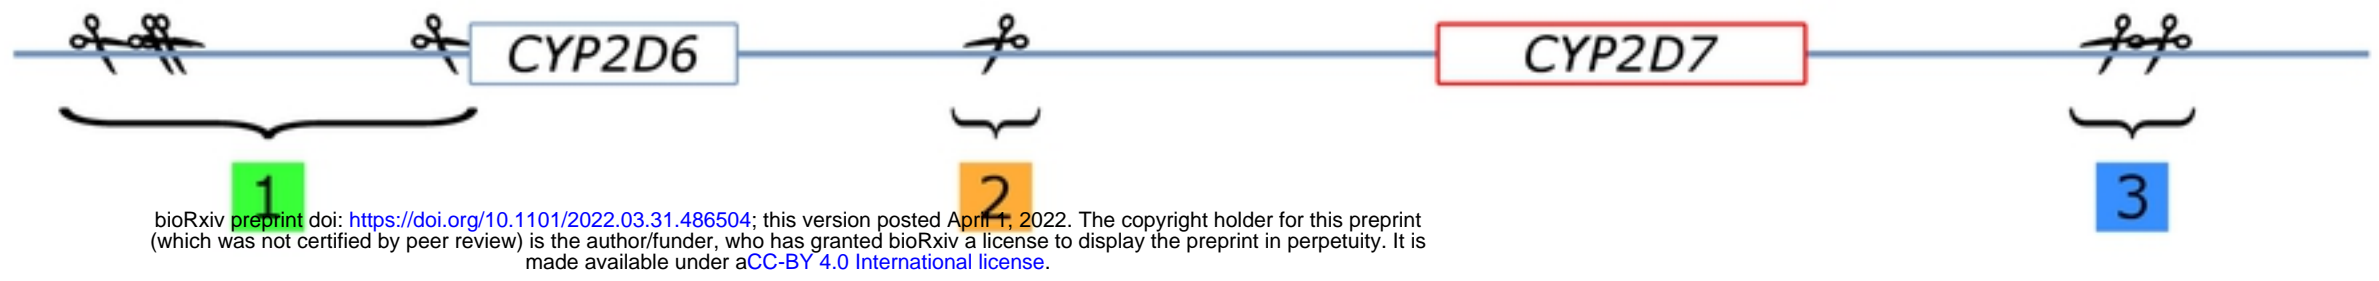 CYP2D6
CYP2D7
1
2
3
bioRxiv preprint doi: https://doi.org/10.1101/2022.03.31.486504; this version posted April 1, 2022. The copyright holder for this preprint
(which was not certified by peer review) is the author/funder, who has granted bioRxiv a license to display the preprint in perpetuity. It is
made available under aCC-BY 4.0 International license.